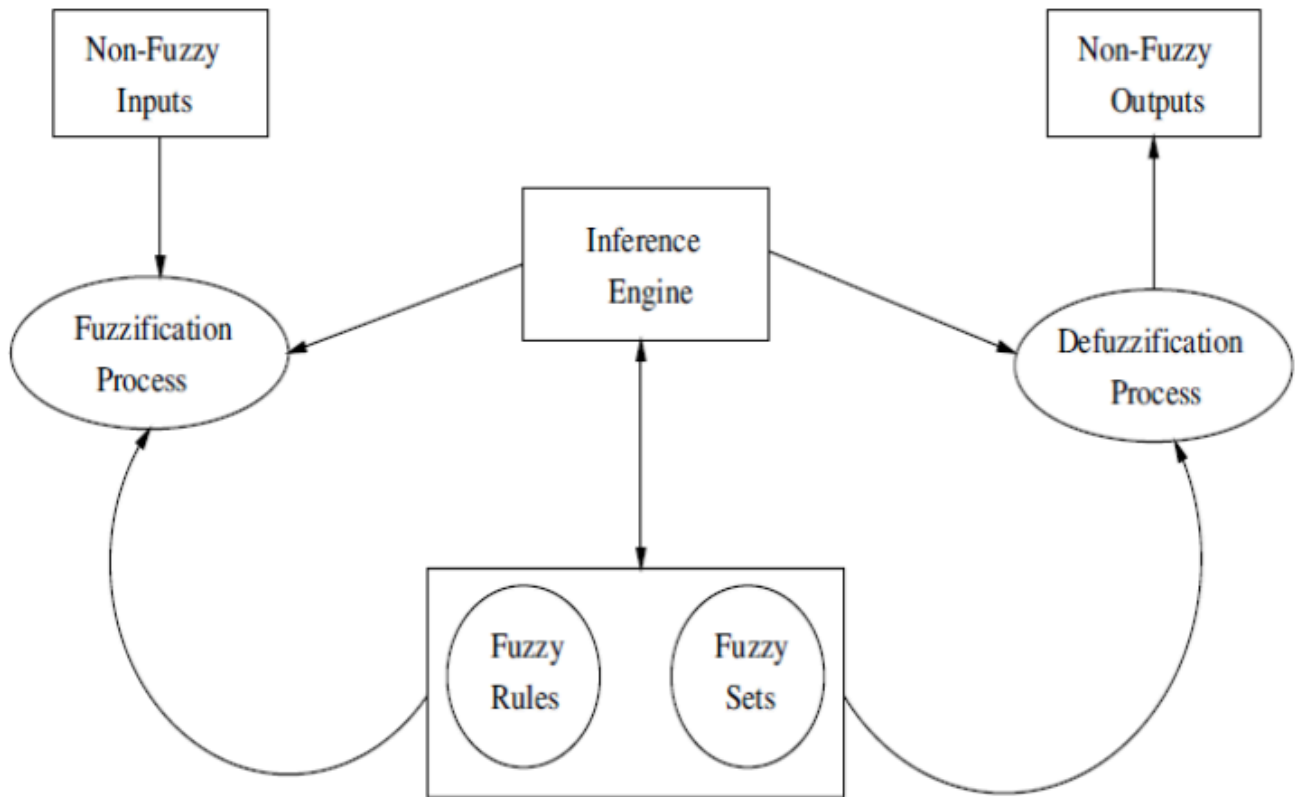 Non-Fuzzy
Inputs
Non-Fuzzy
Outputs
Inference
Engine
Fuzzification
Process
Defuzzification
Process
Fuzzy
Rules
Fuzzy
Sets